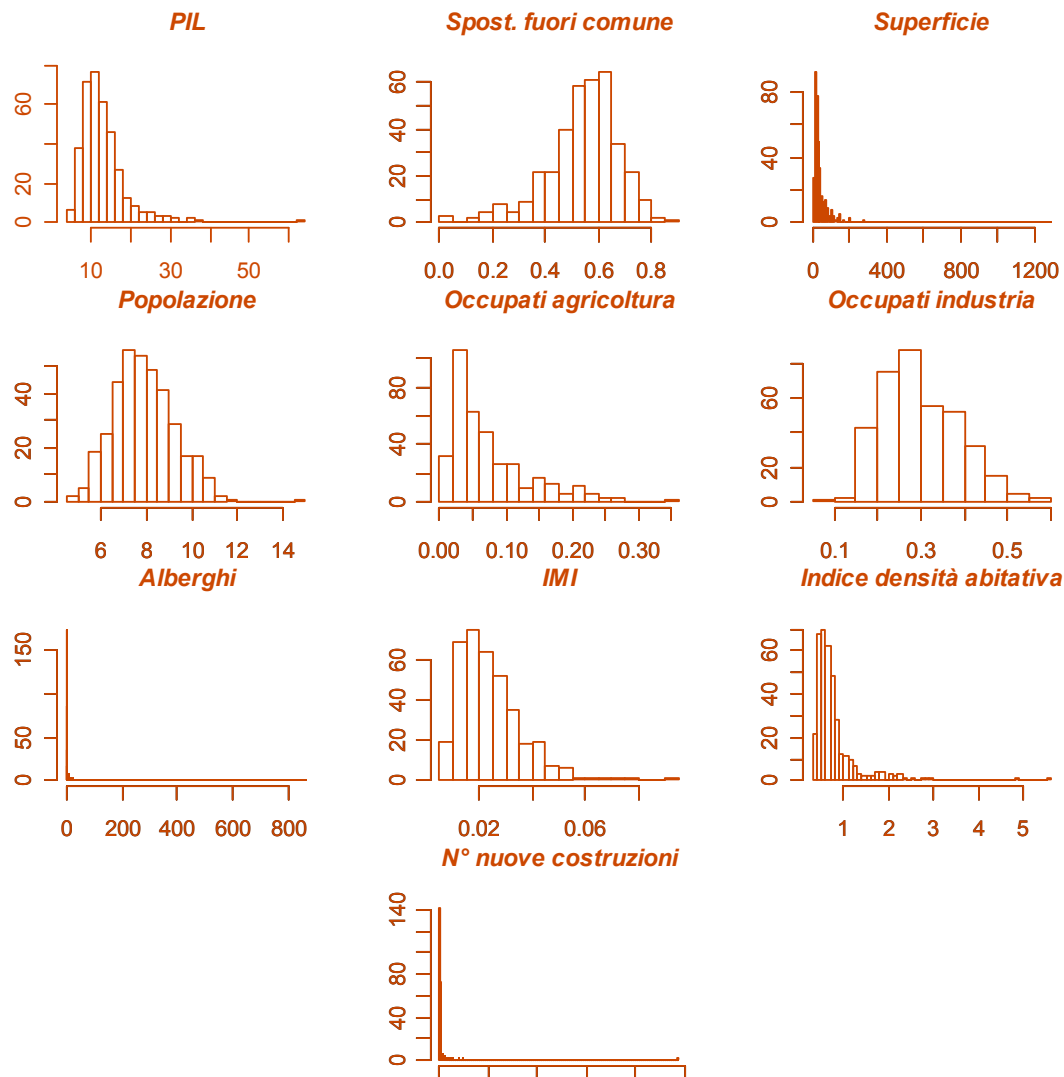 PIL
Spost. fuori comune
Superficie
60
20
0
10 30 50
60
40
20
0
0.0 0.2 0.4 0.6 0.8
80
40
0
0 400 800 1200
Popolazione
Occupati agricoltura
Occupati industria
40
20
0
6 8 10 12 14
80
40
0
0.00 0.10 0.20 0.30
60
20
0
0.1 0.3 0.5
Alberghi
IMI
Indice densità abitativa
150
50
0
0 200 400 600 800
60
40
20
0
0.02 0.06
60
40
20
0
1 2 3 4 5
N° nuove costruzioni
140
80
40
0